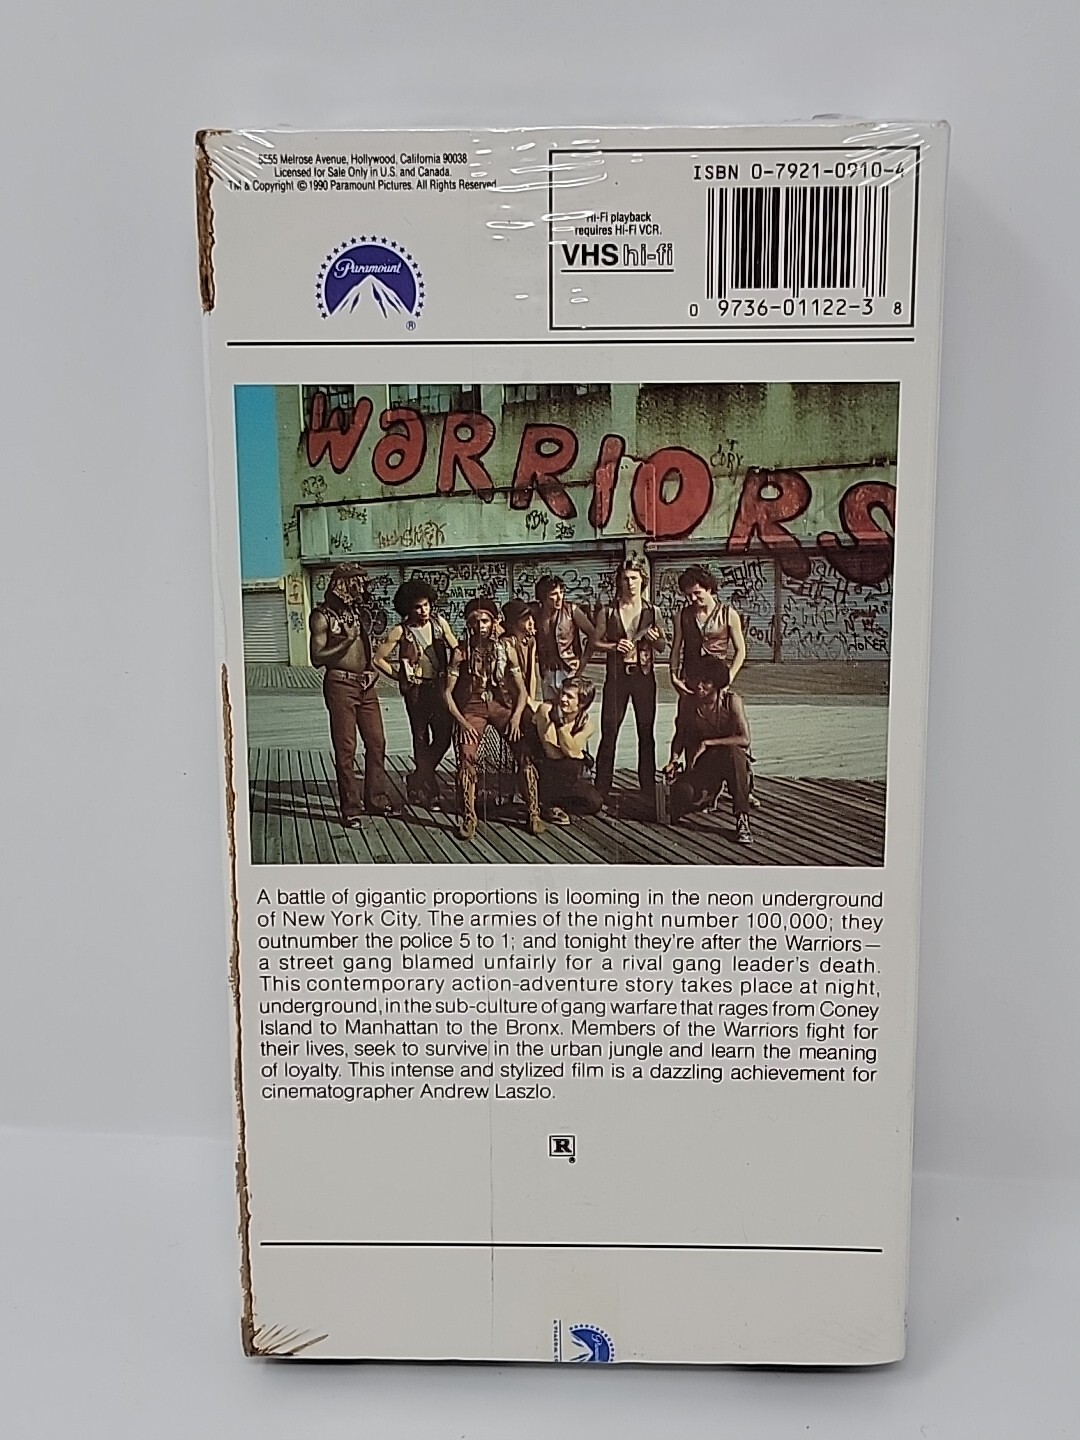 5555 Melrose Avenue, Hollywood, California 90038
Licensed for Sale Only in U.S. and Canada.
TM & Copyright © 1990 Paramount Pictures. All Rights Reserved
Paramount
®
Hi-Fi playback
requires Hi-Fi VCR.
VHS hi-fi
ISBN 0-7921-0910-4
0 9736-01122-3 8
WARRIORS
CORY
JOKER
A battle of gigantic proportions is looming in the neon underground
of New York City. The armies of the night number 100,000; they
outnumber the police 5 to 1; and tonight they're after the Warriors—
a street gang blamed unfairly for a rival gang leader's death.
This contemporary action-adventure story takes place at night,
underground, in the sub-culture of gang warfare that rages from Coney
Island to Manhattan to the Bronx. Members of the Warriors fight for
their lives, seek to survive in the urban jungle and learn the meaning
of loyalty. This intense and stylized film is a dazzling achievement for
cinematographer Andrew Laszlo.
R
®